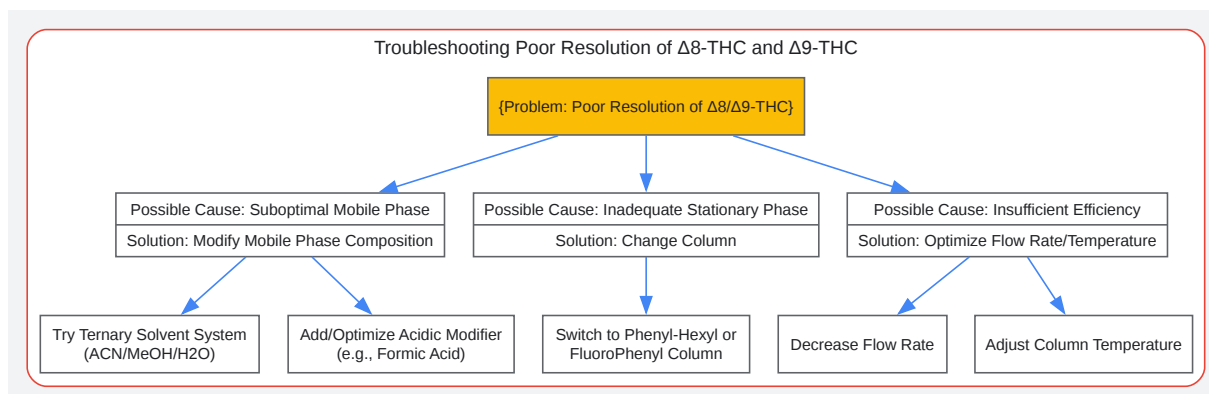 Troubleshooting Poor Resolution of Δ8-THC and Δ9-THC
{Problem: Poor Resolution of Δ8/Δ9-THC}
Possible Cause: Suboptimal Mobile Phase
Solution: Modify Mobile Phase Composition
Possible Cause: Inadequate Stationary Phase
Solution: Change Column
Possible Cause: Insufficient Efficiency
Solution: Optimize Flow Rate/Temperature
Try Ternary Solvent System
(ACN/MeOH/H2O)
Add/Optimize Acidic Modifier
(e.g., Formic Acid)
Switch to Phenyl-Hexyl or
FluoroPhenyl Column
Decrease Flow Rate
Adjust Column Temperature